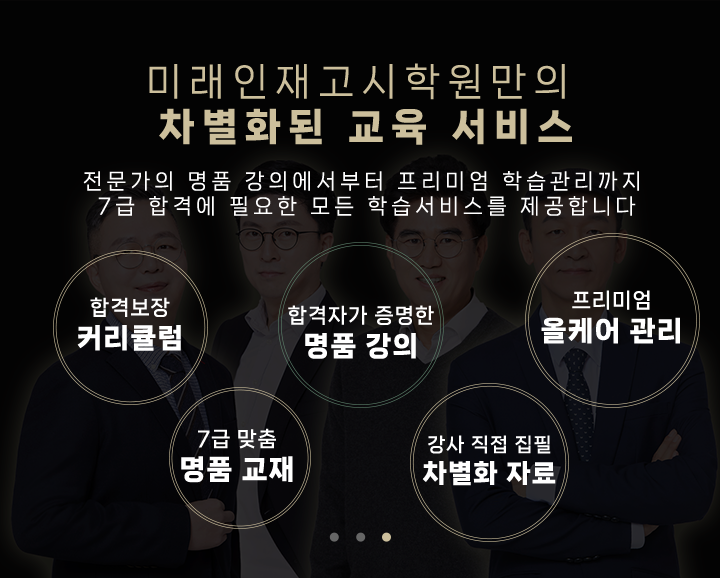 미래인재고시학원만의
차별화된 교육 서비스
전문가의 명품 강의에서부터 프리미엄 학습관리까지
7급 합격에 필요한 모든 학습서비스를 제공합니다
합격보장
커리큘럼
합격자가 증명한
명품 강의
프리미엄
올케어 관리
7급 맞춤
명품 교재
강사 직접 집필
차별화 자료